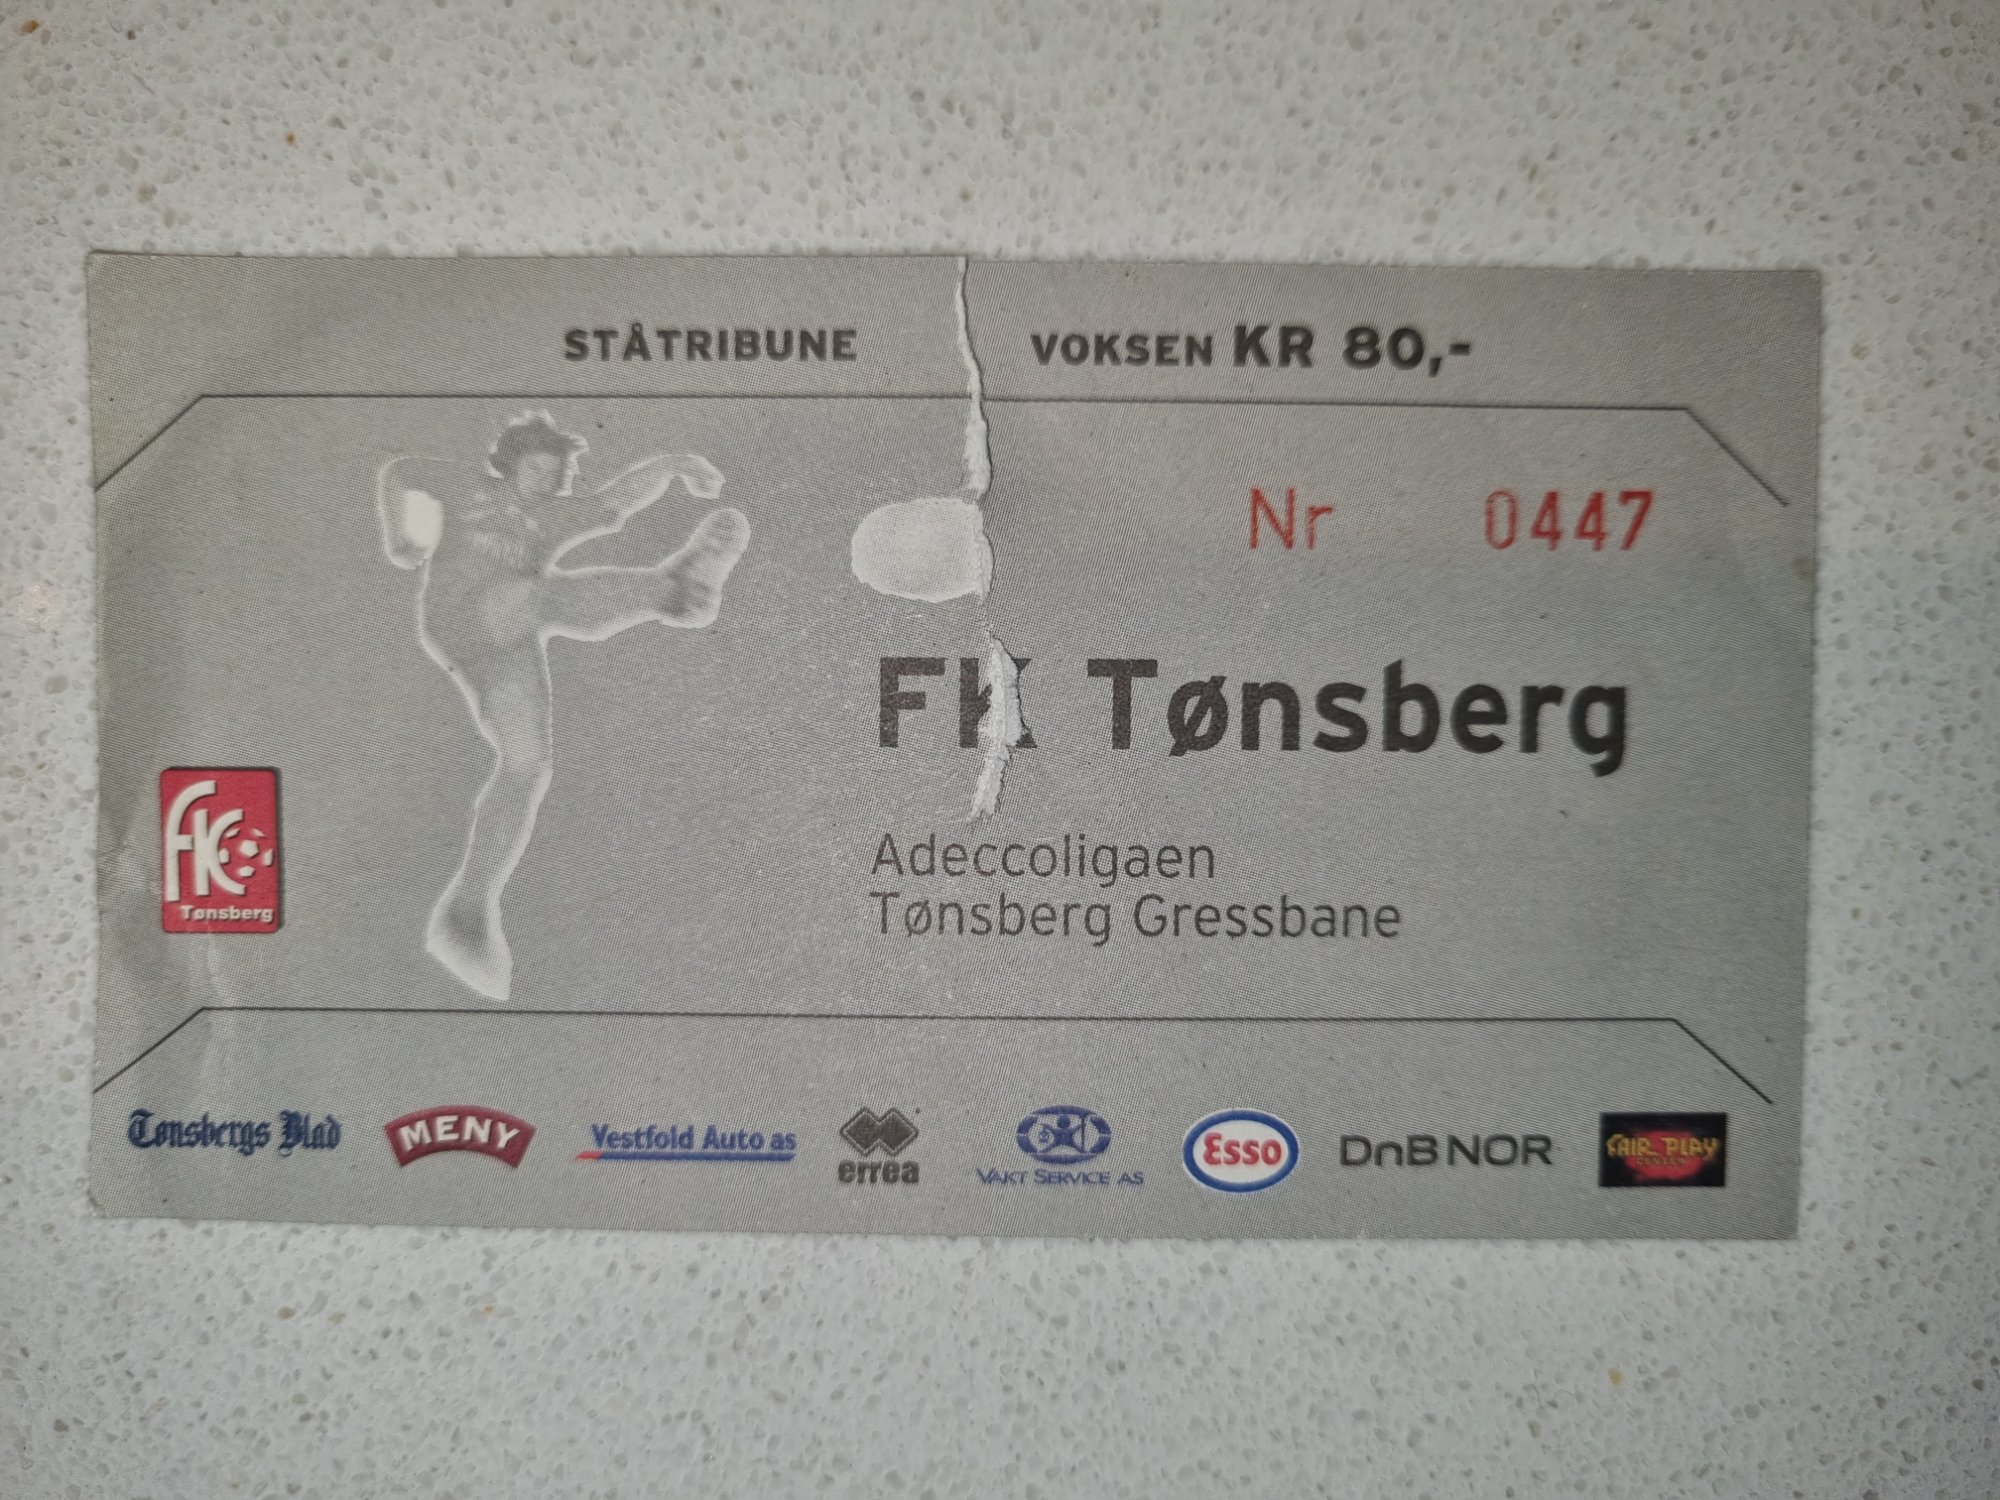 STÅTRIBUNE VOKSEN KR 80,-
Nr 0447
FK Tønsberg
FK
Tønsberg
Adeccoligaen
Tønsberg Gressbane
Tønsbergs Blad
MENY
Vestfold Auto as
errea
VAKT SERVICE AS
Esso
DnB NOR
FAIR PLAY
CENTER